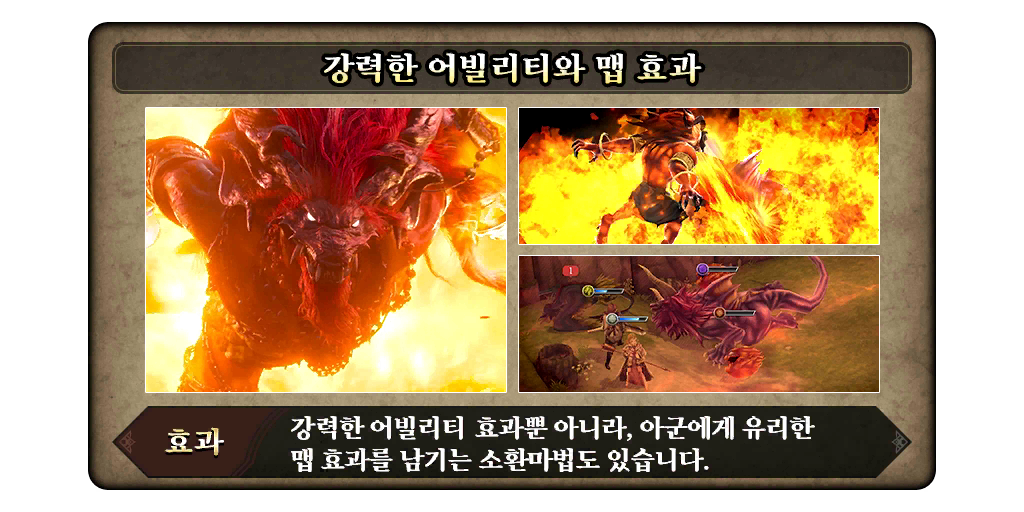 강력한 어빌리티와 맵 효과
1
효과
강력한 어빌리티 효과뿐 아니라, 아군에게 유리한
맵 효과를 남기는 소환마법도 있습니다.